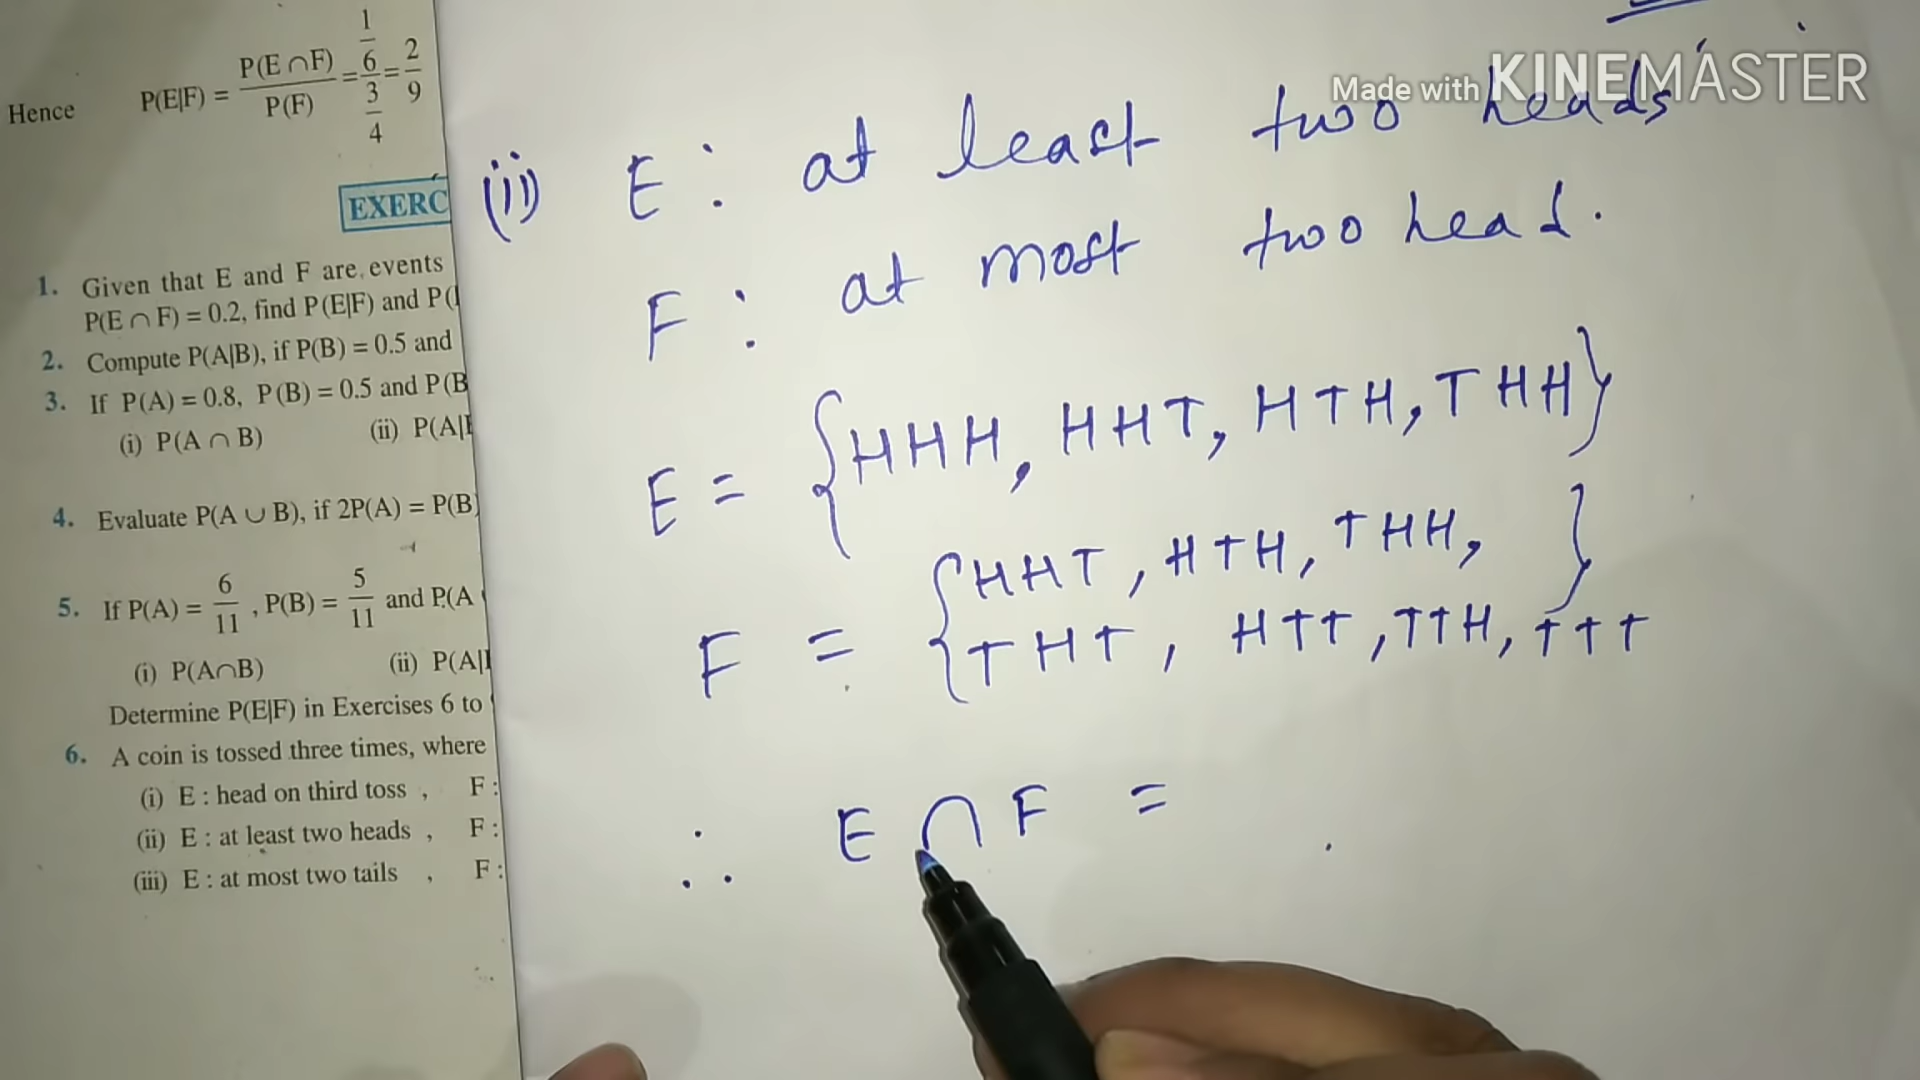 Made with KINEMASTER
Hence P(E|F) = P(E ∩ F) / P(F) = 1/6 / 3/4 = 2/9
EXERC
1. Given that E and F are events
P(E ∩ F) = 0.2, find P(E|F) and P(
2. Compute P(A|B), if P(B) = 0.5 and
3. If P(A) = 0.8, P(B) = 0.5 and P(B
(i) P(A ∩ B) (ii) P(A|
4. Evaluate P(A ∪ B), if 2P(A) = P(B)
5. If P(A) = 6/11 , P(B) = 5/11 and P(A
(i) P(A∩B) (ii) P(A|
Determine P(E|F) in Exercises 6 to
6. A coin is tossed three times, where
(i) E : head on third toss , F :
(ii) E : at least two heads , F :
(iii) E : at most two tails , F :
(ii) E : at least two heads
F : at most two head.
E = {HHH, HHT, HTH, THH}
F = {HHT, HTH, THH, }
THT, HTT, TTH, TTT
∴ E ∩ F =